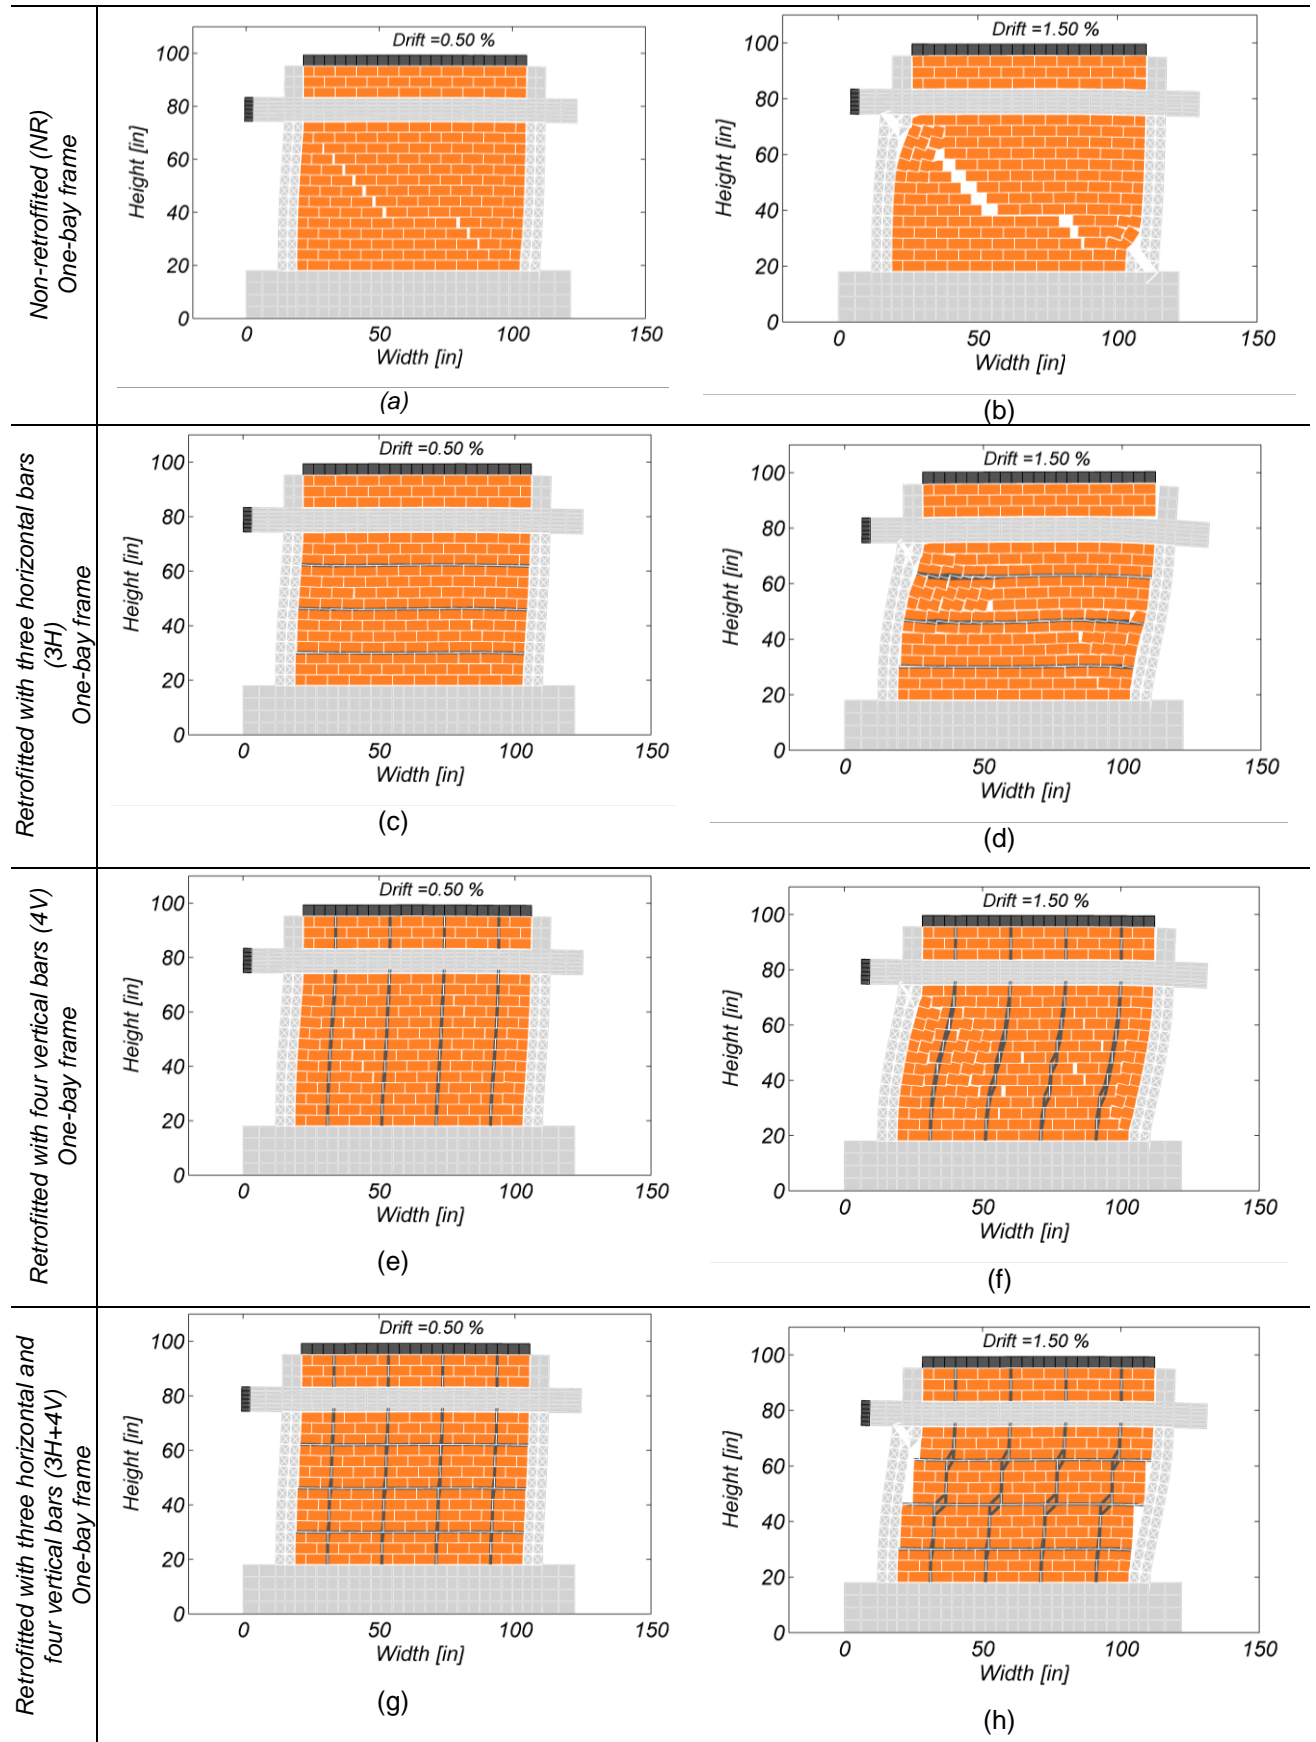 Non-retroffited (NR)
One-bay frame
Drift =0.50 %
Height [in]
100
80
60
40
20
0
0 50 100 150
Width [in]
(a)
Drift =1.50 %
Height [in]
100
80
60
40
20
0
0 50 100 150
Width [in]
(b)
Retrofitted with three horizontal bars
(3H)
One-bay frame
Drift =0.50 %
Height [in]
100
80
60
40
20
0
0 50 100 150
Width [in]
(c)
Drift =1.50 %
Height [in]
100
80
60
40
20
0
0 50 100 150
Width [in]
(d)
Retrofitted with four vertical bars (4V)
One-bay frame
Drift =0.50 %
Height [in]
100
80
60
40
20
0
0 50 100 150
Width [in]
(e)
Drift =1.50 %
Height [in]
100
80
60
40
20
0
0 50 100 150
Width [in]
(f)
Retrofitted with three horizontal and
four vertical bars (3H+4V)
One-bay frame
Drift =0.50 %
Height [in]
100
80
60
40
20
0
0 50 100 150
Width [in]
(g)
Drift =1.50 %
Height [in]
100
80
60
40
20
0
0 50 100 150
Width [in]
(h)